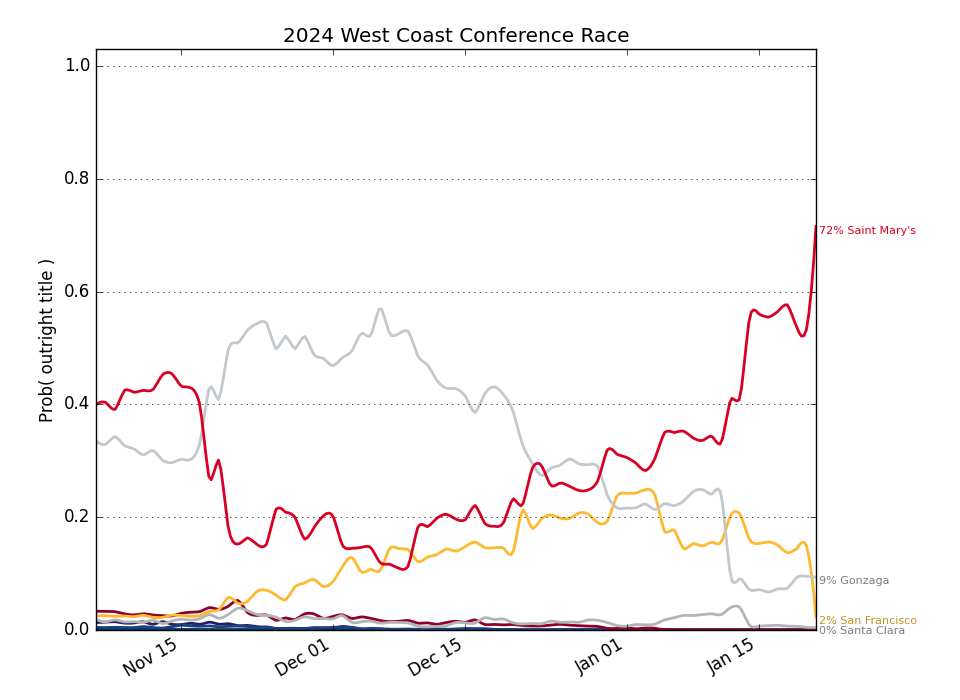 2024 West Coast Conference Race
Prob( outright title )
1.0
0.8
0.6
0.4
0.2
0.0
72% Saint Mary's
9% Gonzaga
2% San Francisco
0% Santa Clara
Nov 15
Dec 01
Dec 15
Jan 01
Jan 15